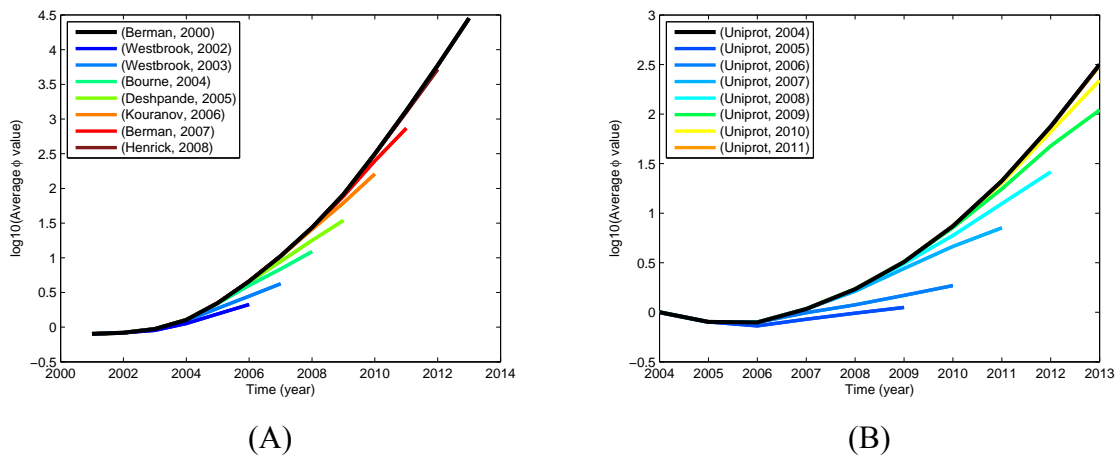 4.5
4
3.5
3
2.5
2
1.5
1
0.5
0
−0.5
log10(Average ϕ value)
(Berman, 2000)
(Westbrook, 2002)
(Westbrook, 2003)
(Bourne, 2004)
(Deshpande, 2005)
(Kouranov, 2006)
(Berman, 2007)
(Henrick, 2008)
2000 2002 2004 2006 2008 2010 2012 2014
Time (year)
(A)
3
2.5
2
1.5
1
0.5
0
−0.5
log10(Average ϕ value)
(Uniprot, 2004)
(Uniprot, 2005)
(Uniprot, 2006)
(Uniprot, 2007)
(Uniprot, 2008)
(Uniprot, 2009)
(Uniprot, 2010)
(Uniprot, 2011)
2004 2005 2006 2007 2008 2009 2010 2011 2012 2013
Time (year)
(B)